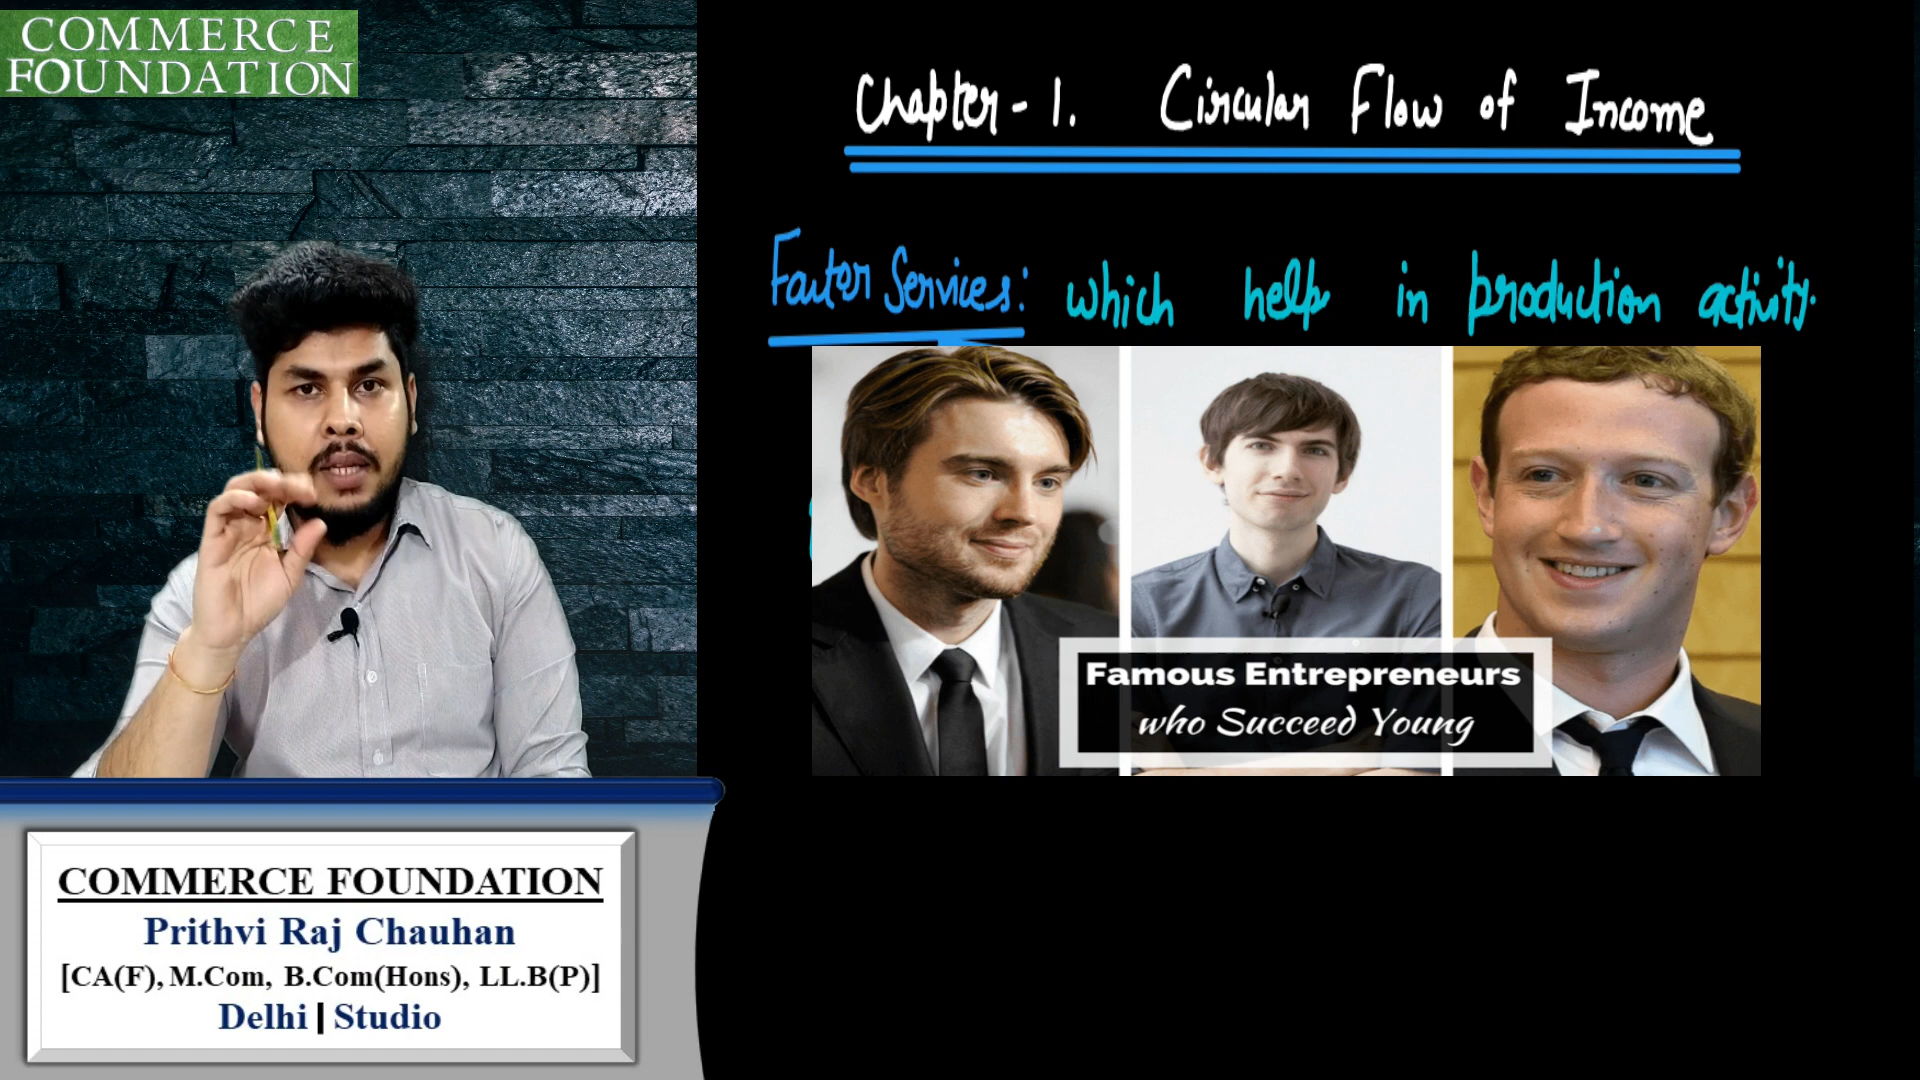 COMMERCE
FOUNDATION
Chapter - 1. Circular Flow of Income
Factor Services: which help in production activity.
Famous Entrepreneurs
who Succeed Young
COMMERCE FOUNDATION
Prithvi Raj Chauhan
[CA(F), M.Com, B.Com(Hons), LL.B(P)]
Delhi | Studio